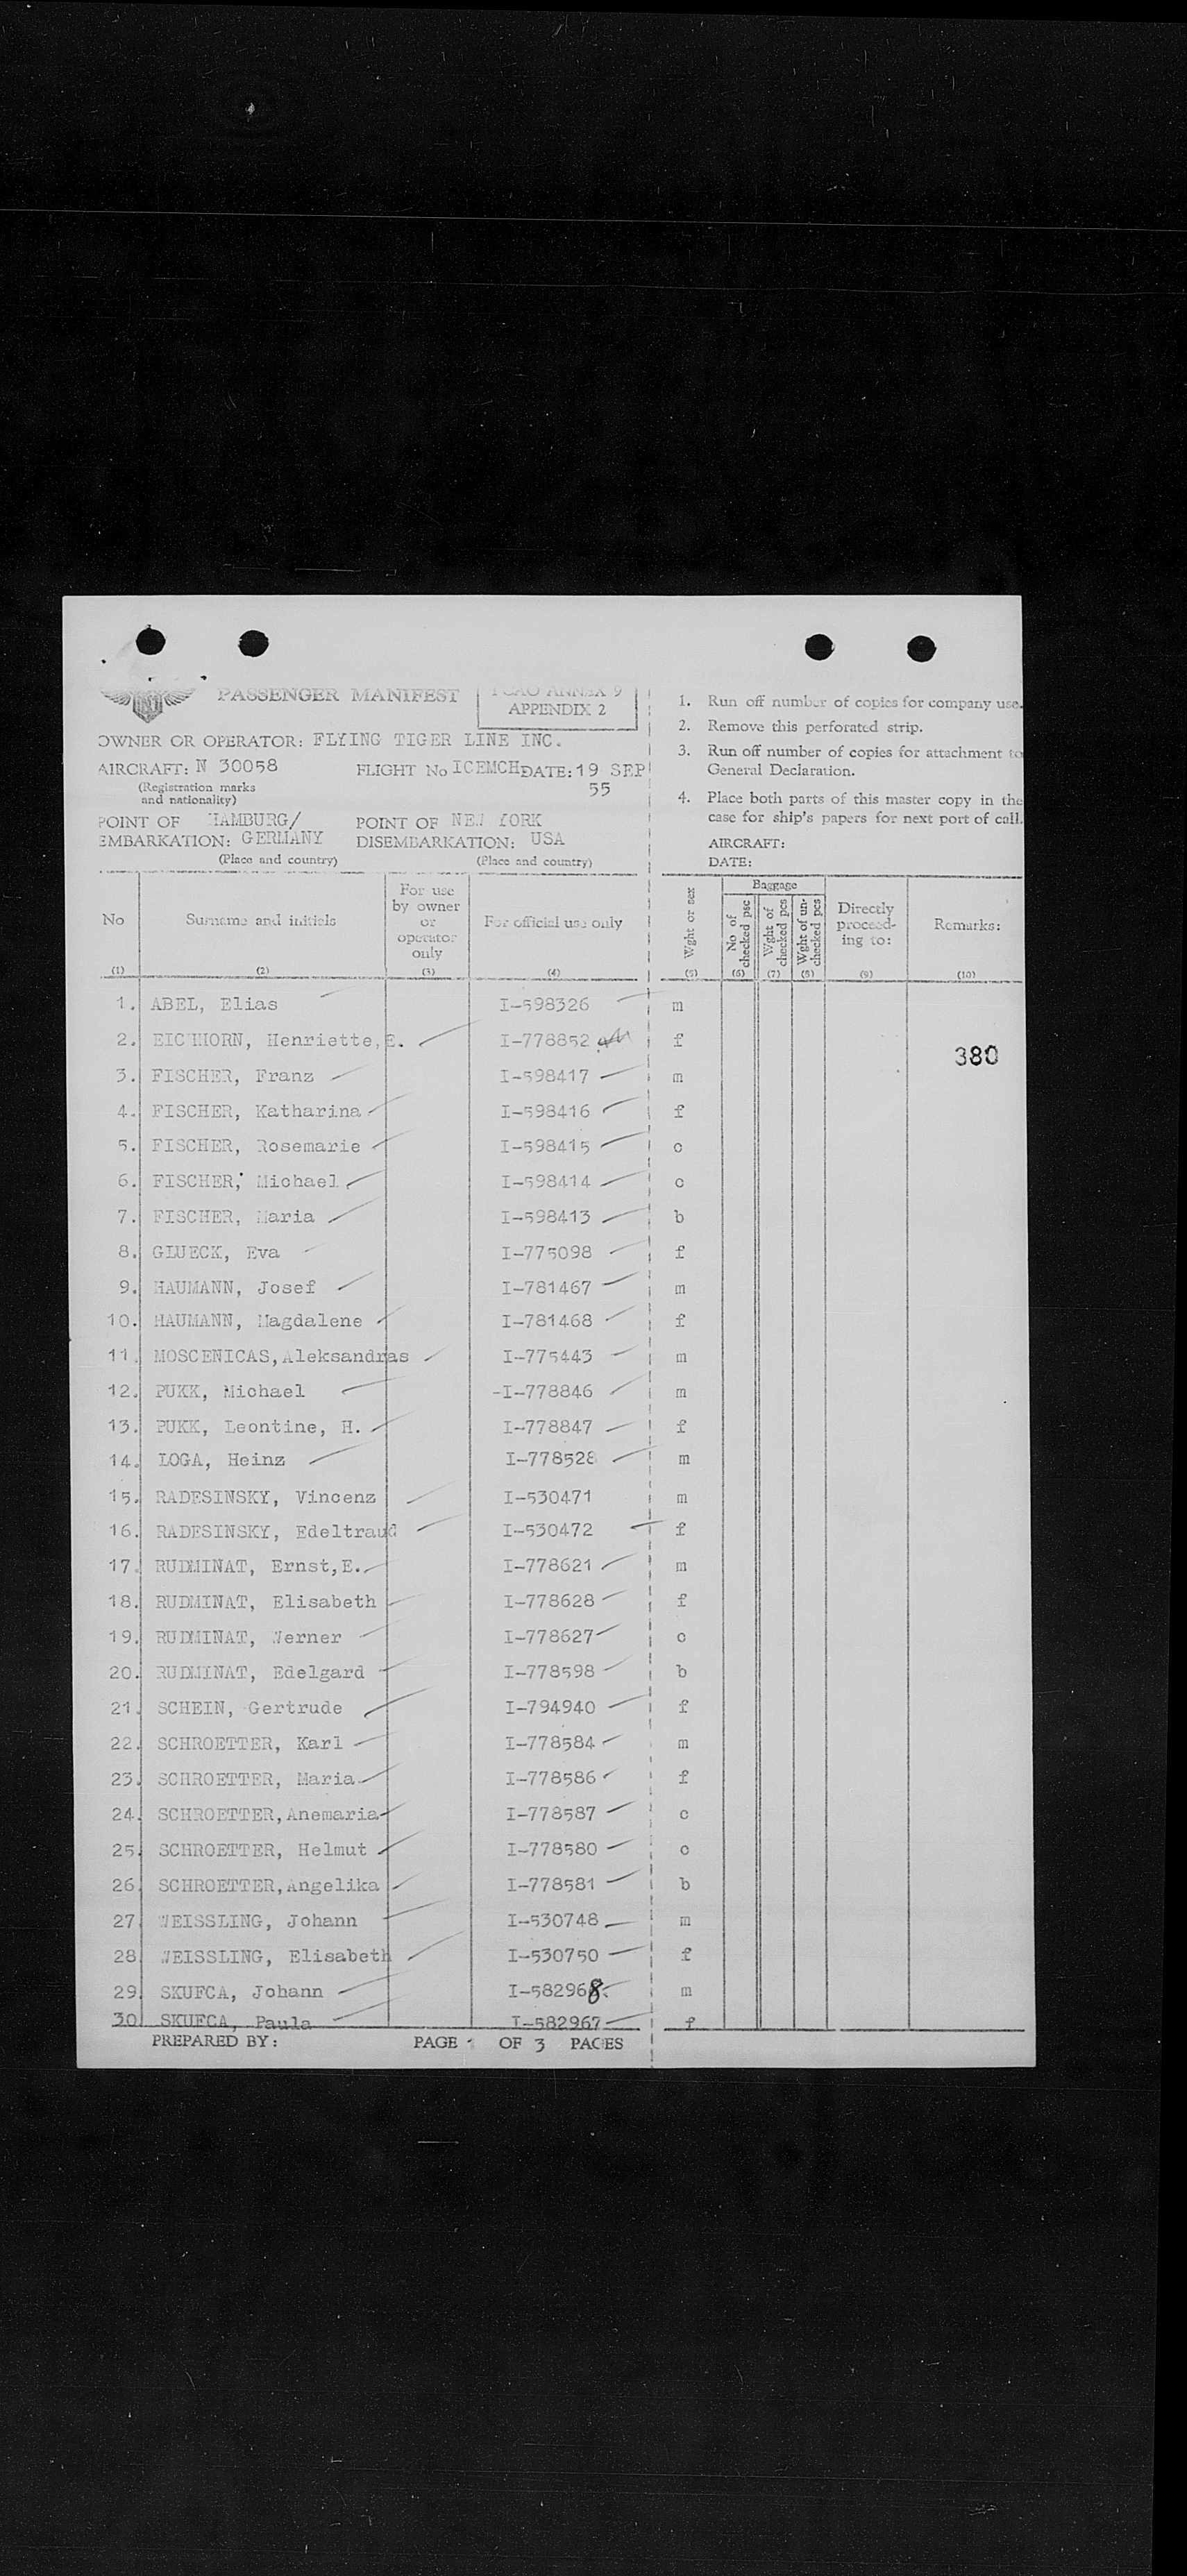 PASSENGER MANIFEST
ICAO ANNEX 9
APPENDIX 2
OWNER OR OPERATOR: FLYING TIGER LINE INC.
AIRCRAFT: N 30058 FLIGHT No ICEMCH DATE: 19 SEP
(Registration marks
and nationality)
55
POINT OF HAMBURG/ POINT OF NEW YORK
EMBARKATION: GERMANY DISEMBARKATION: USA
(Place and country) (Place and country)
1. Run off number of copies for company use.
2. Remove this perforated strip.
3. Run off number of copies for attachment to
General Declaration.
4. Place both parts of this master copy in the
case for ship's papers for next port of call.
AIRCRAFT:
DATE:
No
Surname and initials
For use
by owner
or
operator
only
For official use only
Wght or sex
Baggage
No of
checked psc
Wght of
checked pcs
Wght of un-
checked pcs
Directly
proceed-
ing to:
Remarks:
(1) (2) (3) (4) (5) (6) (7) (8) (9) (10)
1. ABEL, Elias I-598326 m
2. EICHHORN, Henriette,E. I-778852 f
380
3. FISCHER, Franz I-598417 m
4. FISCHER, Katharina I-598416 f
5. FISCHER, Rosemarie I-598415 c
6. FISCHER, Michael I-598414 c
7. FISCHER, Maria I-598413 b
8. GLUECK, Eva I-775098 f
9. HAUMANN, Josef I-781467 m
10. HAUMANN, Magdalene I-781468 f
11. MOSCENICAS,Aleksandras I-775443 m
12. PUKK, Michael -I-778846 m
13. PUKK, Leontine, H. I-778847 f
14. LOGA, Heinz I-778528 m
15. RADESINSKY, Vincenz I-530471 m
16. RADESINSKY, Edeltraud I-530472 f
17. RUDMINAT, Ernst,E. I-778621 m
18. RUDMINAT, Elisabeth I-778628 f
19. RUDMINAT, Werner I-778627 c
20. RUDMINAT, Edelgard I-778598 b
21. SCHEIN, Gertrude I-794940 f
22. SCHROETTER, Karl I-778584 m
23. SCHROETTER, Maria I-778586 f
24. SCHROETTER,Anemaria I-778587 c
25. SCHROETTER, Helmut I-778580 c
26. SCHROETTER,Angelika I-778581 b
27. WEISSLING, Johann I-530748 m
28. WEISSLING, Elisabeth I-530750 f
29. SKUFCA, Johann I-582968 m
30. SKUFCA, Paula I-582967 f
PREPARED BY: PAGE 1 OF 3 PAGES